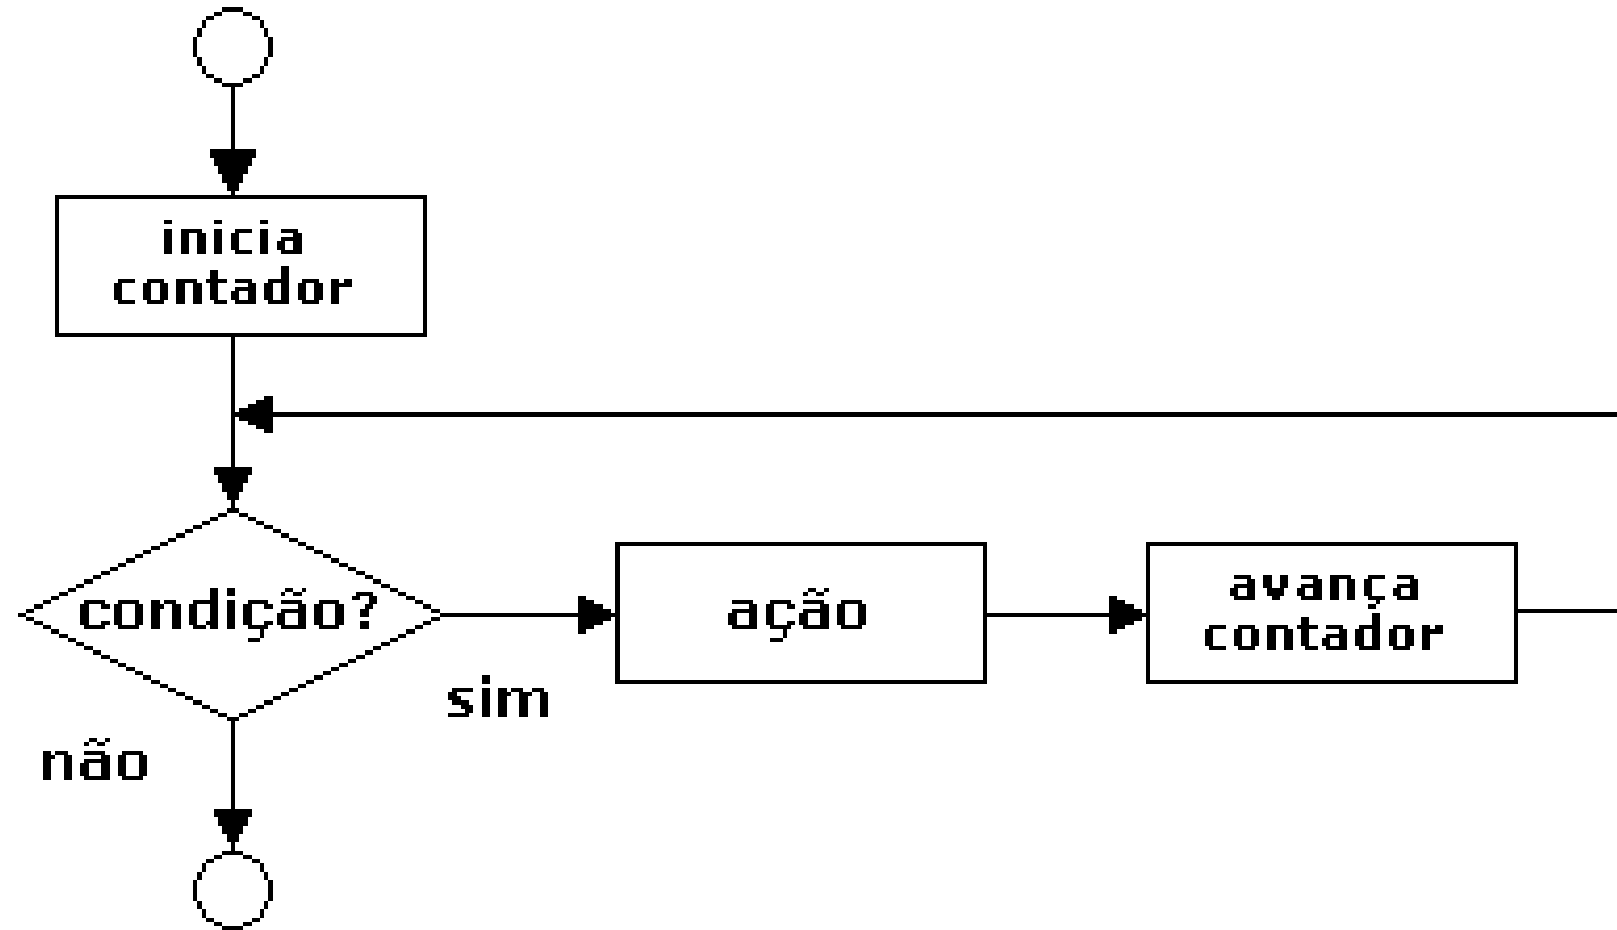 inicia
contador
condição?
sim
não
ação
avança
contador